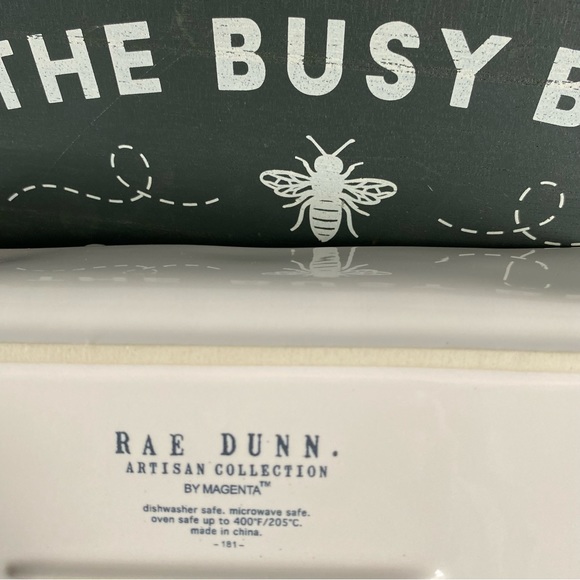 THE BUSY B
RAE DUNN.
ARTISAN COLLECTION
BY MAGENTA™
dishwasher safe. microwave safe.
oven safe up to 400°F/205°C.
made in china.
-181-